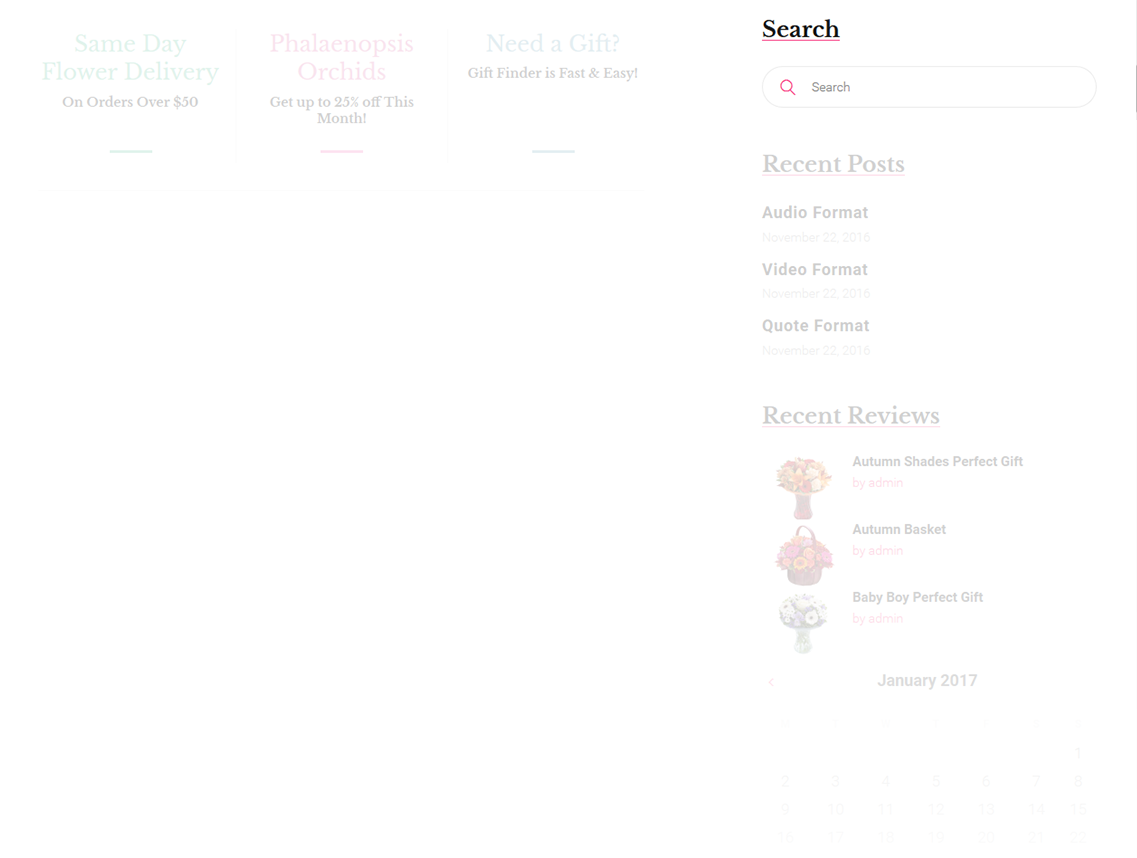 Same Day
Flower Delivery
On Orders Over $50
Phalaenopsis
Orchids
Get up to 25% off This
Month!
Need a Gift?
Gift Finder is Fast & Easy!
Search
Search
Recent Posts
Audio Format
November 22, 2016
Video Format
November 22, 2016
Quote Format
November 22, 2016
Recent Reviews
Autumn Shades Perfect Gift
by admin
Autumn Basket
by admin
Baby Boy Perfect Gift
by admin
January 2017
1
2 3 4 5 6 7 8
9 10 11 12 13 14 15
16 17 18 19 20 21 22